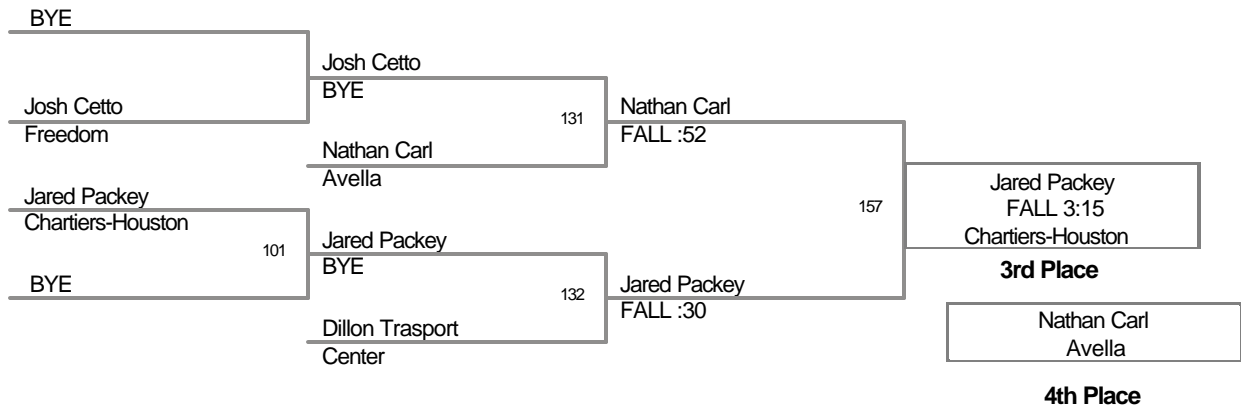 BYE
Josh Cetto
Freedom
Jared Packey
Chartiers-Houston
101
BYE
Josh Cetto
BYE
131
Nathan Carl
Avella
Jared Packey
BYE
132
Dillon Trasport
Center
Nathan Carl
FALL :52
157
Jared Packey
FALL :30
Jared Packey
FALL 3:15
Chartiers-Houston
3rd Place
Nathan Carl
Avella
4th Place